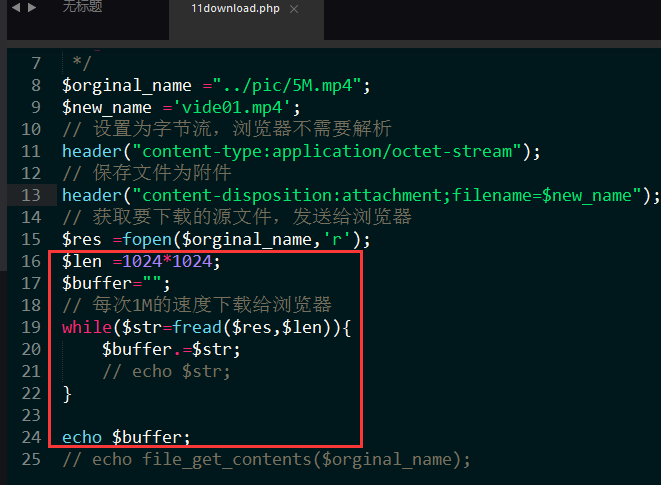 无标题
11download.php
7 */
8 $orginal_name ="../pic/5M.mp4";
9 $new_name ='vide01.mp4';
10 // 设置为字节流，浏览器不需要解析
11 header("content-type:application/octet-stream");
12 // 保存文件为附件
13 header("content-disposition:attachment;filename=$new_name");
14 // 获取要下载的源文件，发送给浏览器
15 $res =fopen($orginal_name,'r');
16 $len =1024*1024;
17 $buffer="";
18 // 每次1M的速度下载给浏览器
19 while($str=fread($res,$len)){
20 $buffer.=$str;
21 // echo $str;
22 }
23
24 echo $buffer;
25 // echo file_get_contents($orginal_name);